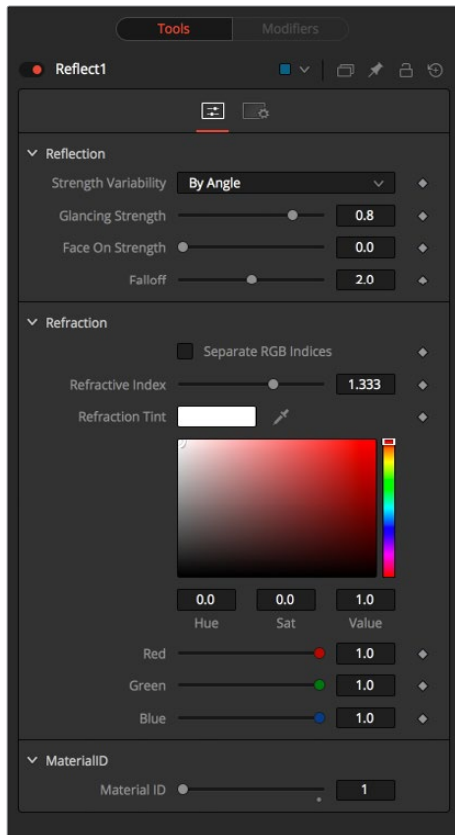 Tools Modifiers
Reflect1
Reflection
Strength Variability By Angle
Glancing Strength 0.8
Face On Strength 0.0
Falloff 2.0
Refraction
Separate RGB Indices
Refractive Index 1.333
Refraction Tint
0.0 0.0 1.0
Hue Sat Value
Red 1.0
Green 1.0
Blue 1.0
MaterialID
Material ID 1